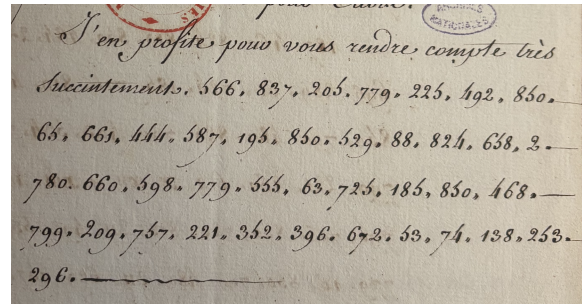 J'en profite pour vous rendre compte très
succintement. 566. 837. 205. 779. 225. 492. 850.
65. 661. 444. 587. 195. 850. 529. 88. 824. 658. 2.
780. 660. 598. 779. 555. 63. 725. 185. 850. 468.
799. 209. 757. 221. 352. 396. 672. 53. 74. 138. 253.
296.